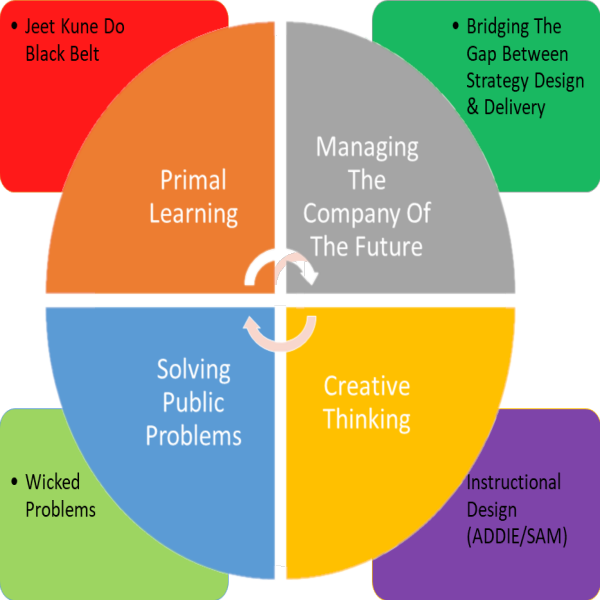 • Jeet Kune Do
Black Belt
• Bridging The
Gap Between
Strategy Design
& Delivery
Primal
Learning
Managing
The
Company Of
The Future
Solving
Public
Problems
Creative
Thinking
• Wicked
Problems
Instructional
Design
(ADDIE/SAM)